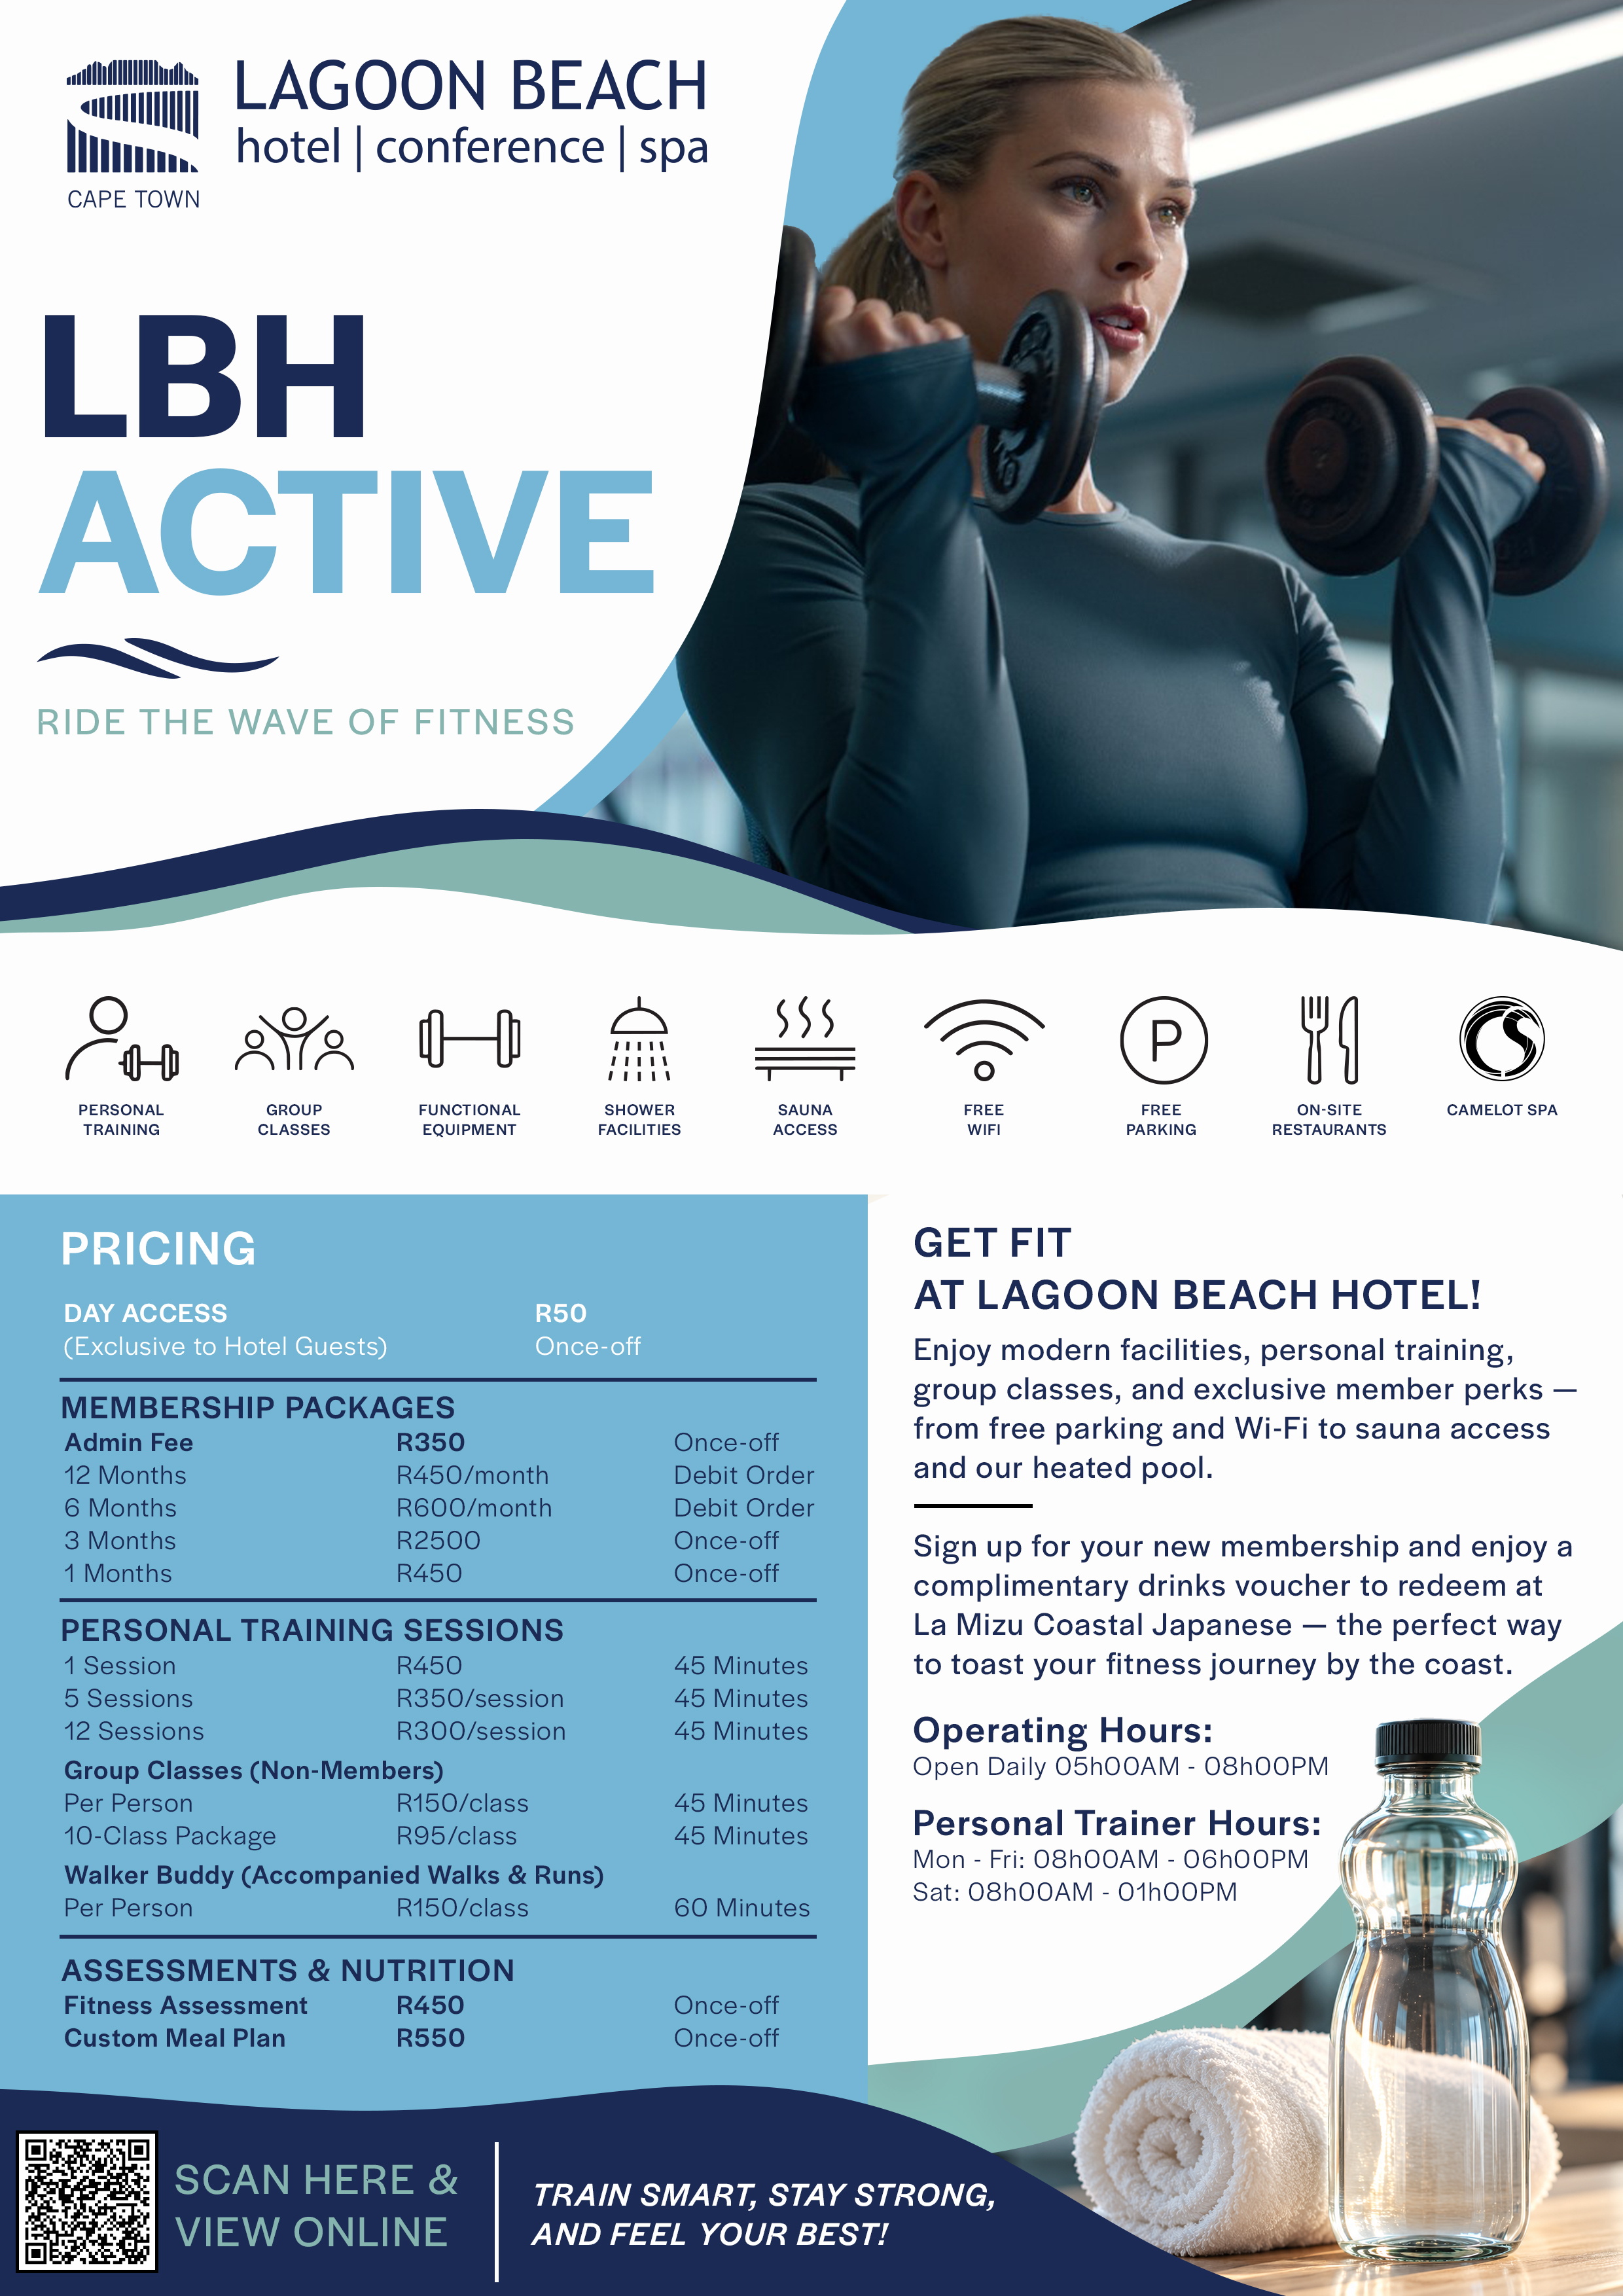 LAGOON BEACH
hotel | conference | spa
CAPE TOWN
LBH
ACTIVE
RIDE THE WAVE OF FITNESS
PERSONAL
TRAINING
GROUP
CLASSES
FUNCTIONAL
EQUIPMENT
SHOWER
FACILITIES
SAUNA
ACCESS
FREE
WIFI
P
FREE
PARKING
ON-SITE
RESTAURANTS
CAMELOT SPA
PRICING
DAY ACCESS R50
(Exclusive to Hotel Guests) Once-off
MEMBERSHIP PACKAGES
Admin Fee R350 Once-off
12 Months R450/month Debit Order
6 Months R600/month Debit Order
3 Months R2500 Once-off
1 Months R450 Once-off
PERSONAL TRAINING SESSIONS
1 Session R450 45 Minutes
5 Sessions R350/session 45 Minutes
12 Sessions R300/session 45 Minutes
Group Classes (Non-Members)
Per Person R150/class 45 Minutes
10-Class Package R95/class 45 Minutes
Walker Buddy (Accompanied Walks & Runs)
Per Person R150/class 60 Minutes
ASSESSMENTS & NUTRITION
Fitness Assessment R450 Once-off
Custom Meal Plan R550 Once-off
GET FIT
AT LAGOON BEACH HOTEL!
Enjoy modern facilities, personal training,
group classes, and exclusive member perks —
from free parking and Wi-Fi to sauna access
and our heated pool.
Sign up for your new membership and enjoy a
complimentary drinks voucher to redeem at
La Mizu Coastal Japanese — the perfect way
to toast your fitness journey by the coast.
Operating Hours:
Open Daily 05h00AM - 08h00PM
Personal Trainer Hours:
Mon - Fri: 08h00AM - 06h00PM
Sat: 08h00AM - 01h00PM
SCAN HERE &
VIEW ONLINE
TRAIN SMART, STAY STRONG,
AND FEEL YOUR BEST!